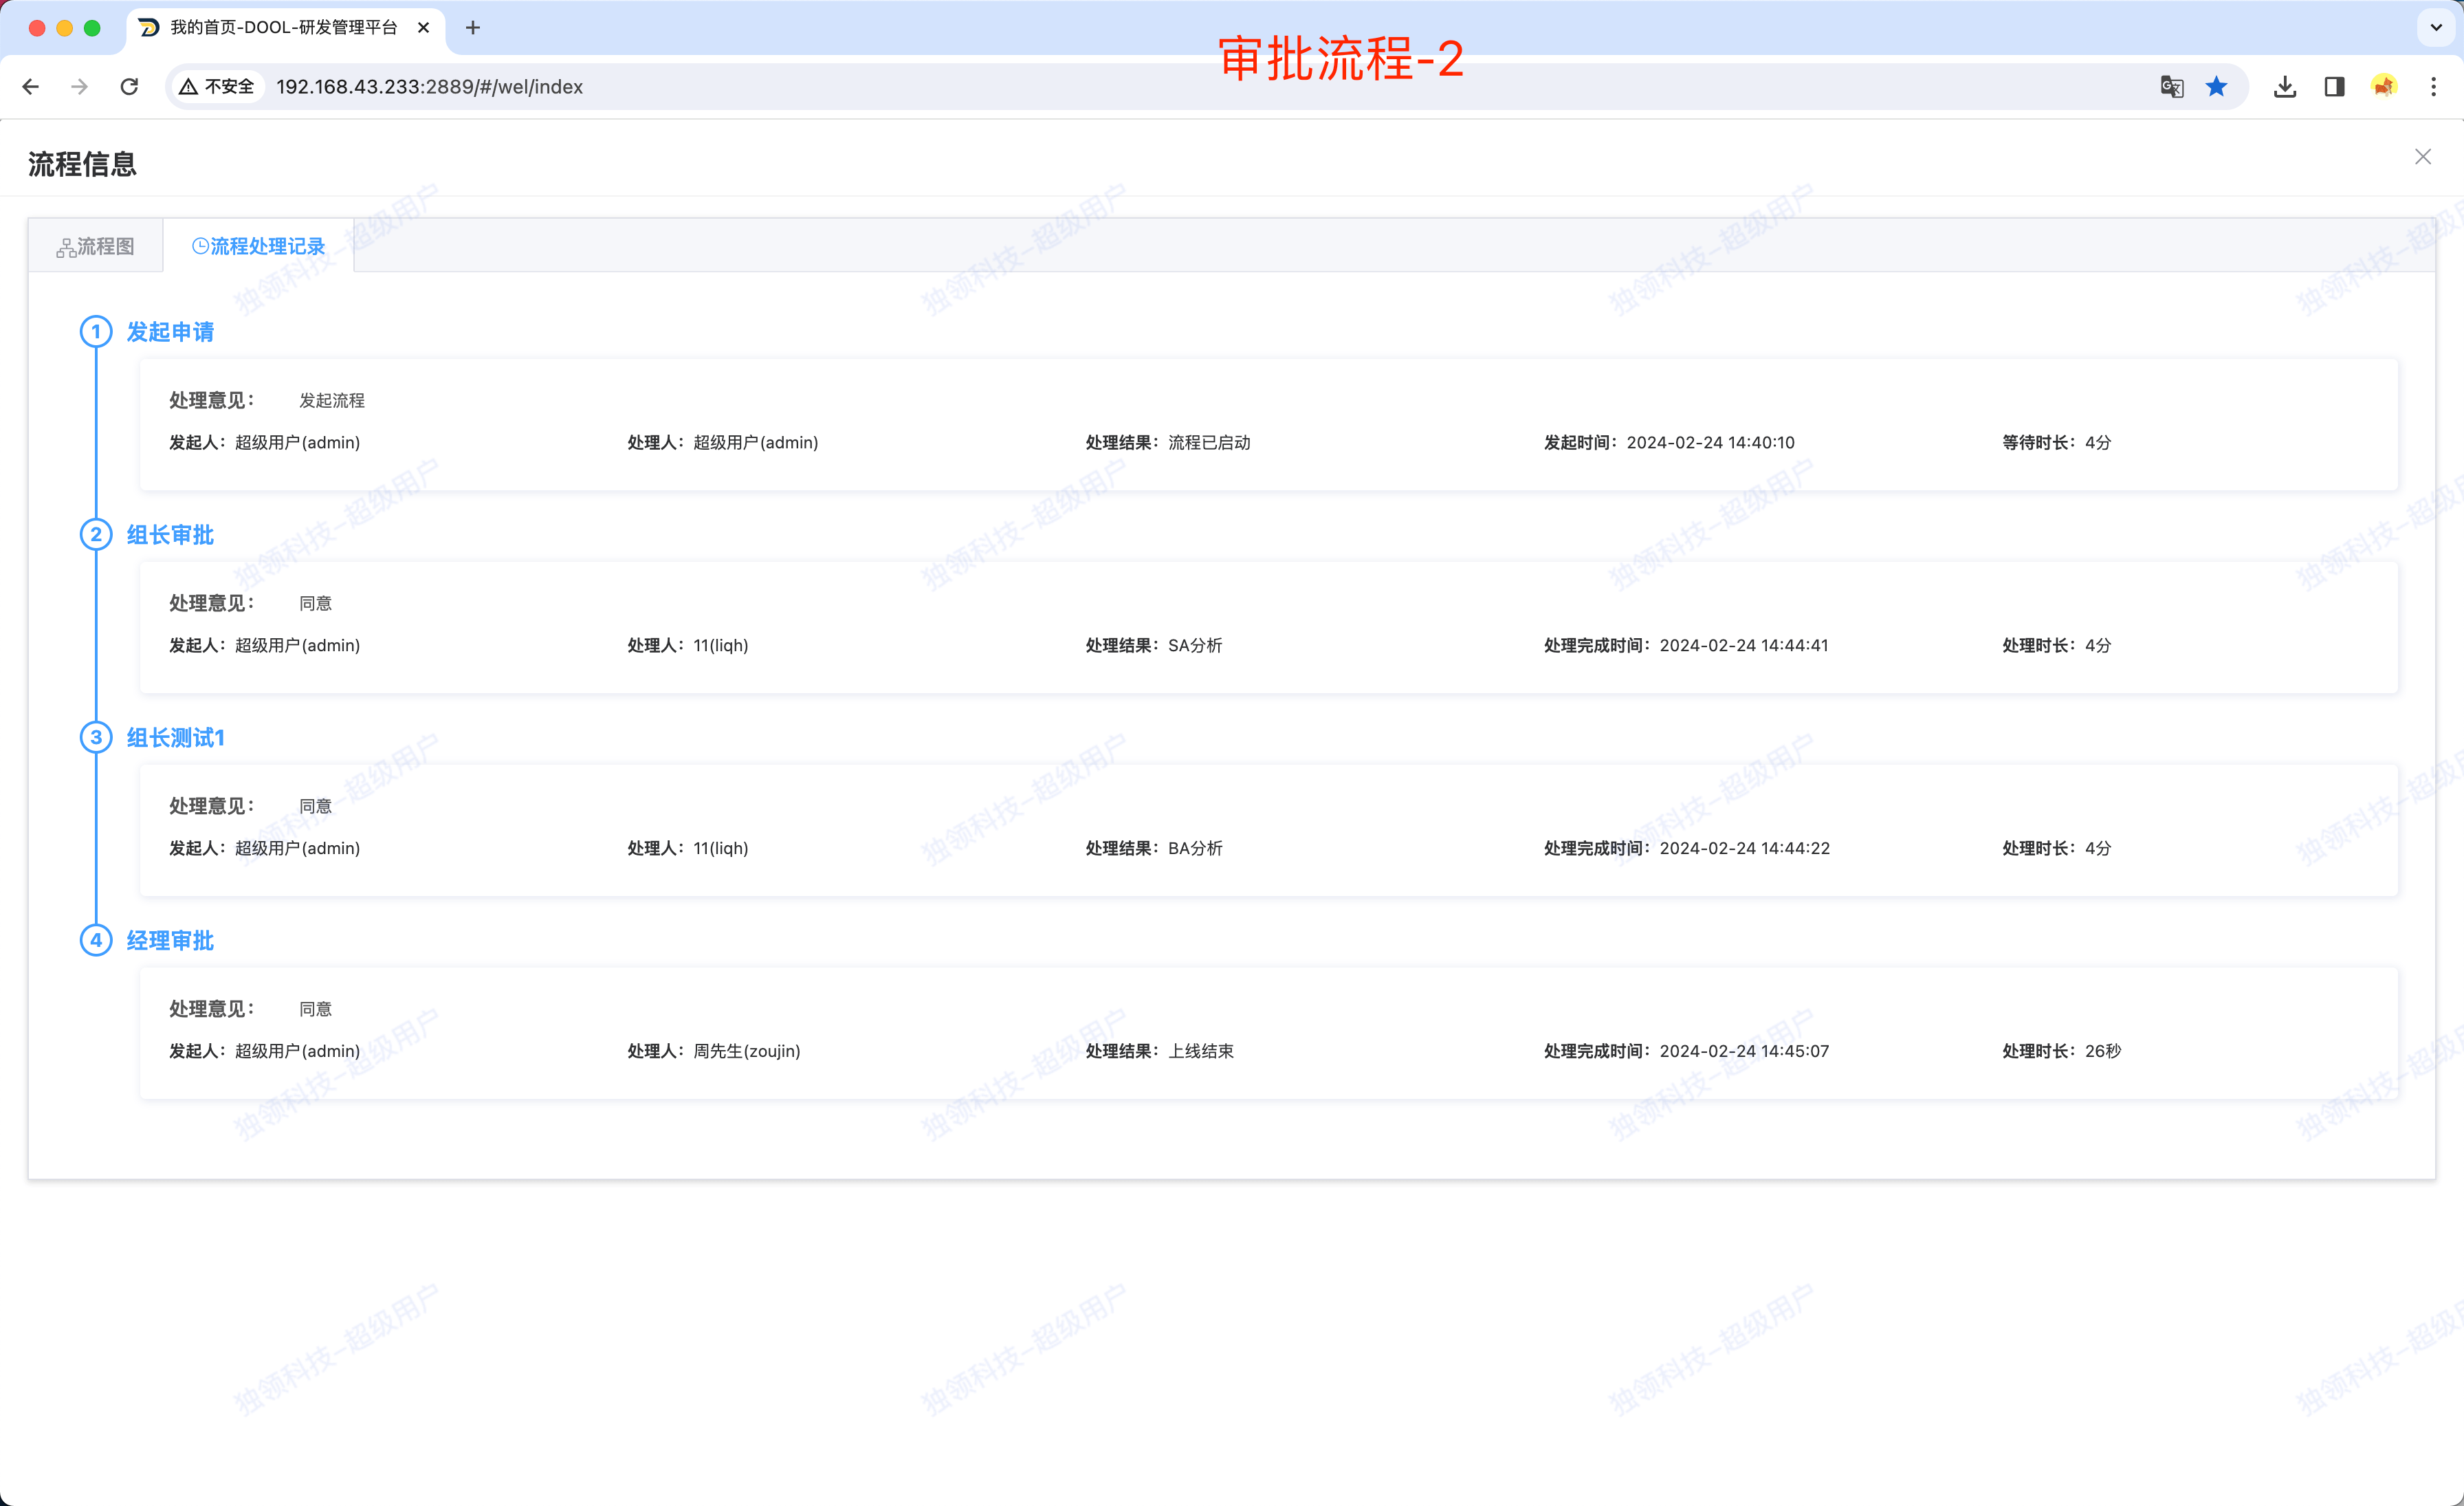 我的首页-DOOL-研发管理平台
审批流程-2
不安全
192.168.43.233:2889/#/wel/index
流程信息
流程图
流程处理记录
1 发起申请
处理意见： 发起流程
发起人：超级用户(admin) 处理人：超级用户(admin) 处理结果：流程已启动 发起时间：2024-02-24 14:40:10 等待时长：4分
2 组长审批
处理意见： 同意
发起人：超级用户(admin) 处理人：11(liqh) 处理结果：SA分析 处理完成时间：2024-02-24 14:44:41 处理时长：4分
3 组长测试1
处理意见： 同意
发起人：超级用户(admin) 处理人：11(liqh) 处理结果：BA分析 处理完成时间：2024-02-24 14:44:22 处理时长：4分
4 经理审批
处理意见： 同意
发起人：超级用户(admin) 处理人：周先生(zoujin) 处理结果：上线结束 处理完成时间：2024-02-24 14:45:07 处理时长：26秒
独领科技-超级用户